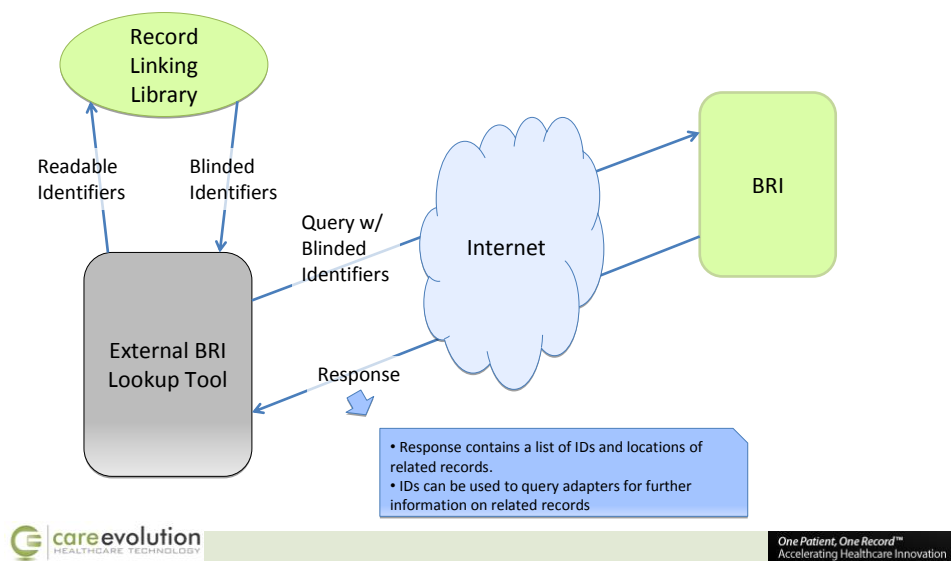 Record
Linking
Library
Readable
Identifiers
Blinded
Identifiers
Query w/
Blinded
Identifiers
Internet
BRI
External BRI
Lookup Tool
Response
• Response contains a list of IDs and locations of
related records.
• IDs can be used to query adapters for further
information on related records
careevolution
HEALTHCARE TECHNOLOGY
One Patient, One Record™
Accelerating Healthcare Innovation